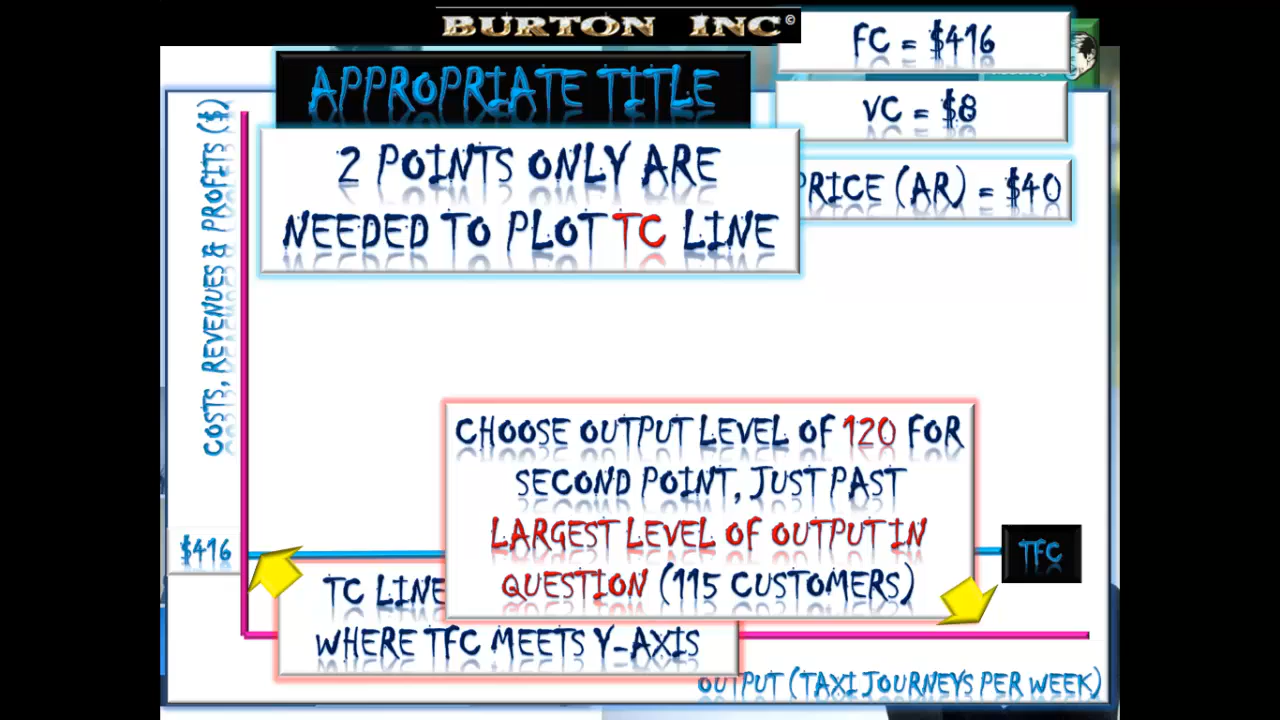 BURTON INC©
FC = $416
APPROPRIATE TITLE
VC = $8
2 POINTS ONLY ARE
NEEDED TO PLOT TC LINE
PRICE (AR) = $40
COSTS, REVENUES & PROFITS ($)
CHOOSE OUTPUT LEVEL OF 120 FOR
SECOND POINT, JUST PAST
LARGEST LEVEL OF OUTPUT IN
QUESTION (115 CUSTOMERS)
$416
TFC
TC LINE
WHERE TFC MEETS Y-AXIS
OUTPUT (TAXI JOURNEYS PER WEEK)